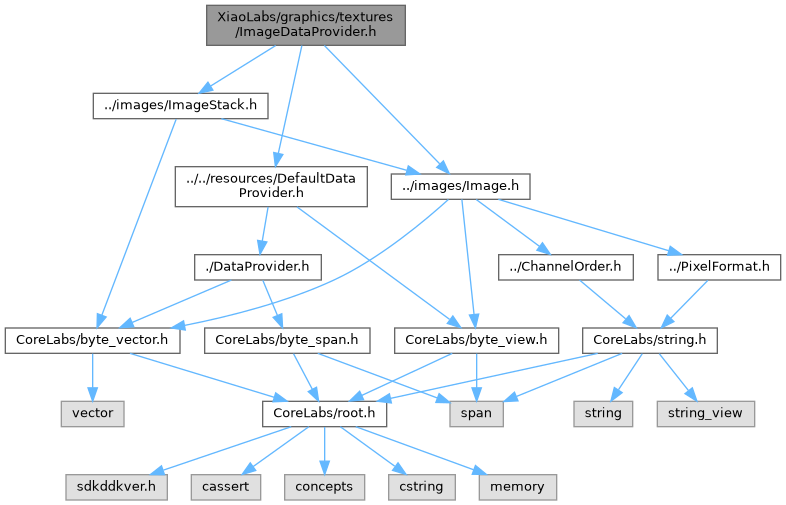 XiaoLabs/graphics/textures
/ImageDataProvider.h
../images/ImageStack.h
../../resources/DefaultData
Provider.h
../images/Image.h
./DataProvider.h
../ChannelOrder.h
../PixelFormat.h
CoreLabs/byte_vector.h
CoreLabs/byte_span.h
CoreLabs/byte_view.h
CoreLabs/string.h
vector
CoreLabs/root.h
span
string
string_view
sdkddkver.h
cassert
concepts
cstring
memory